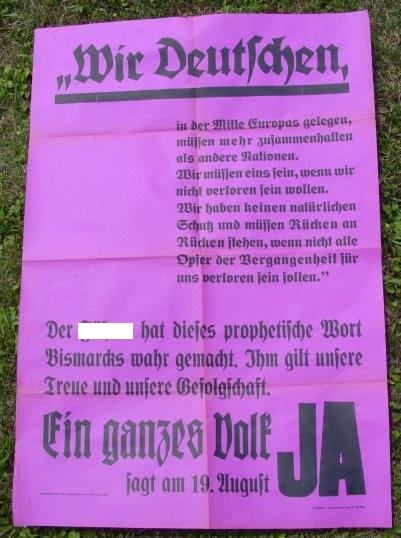 „Wir Deutschen,
in der Mitte Europas gelegen,
müssen mehr zusammenhalten
als andere Nationen.
Wir müssen eins sein, wenn wir
nicht verloren sein wollen.
Wir haben keinen natürlichen
Schutz und müssen Rücken an
Rücken stehen, wenn nicht alle
Opfer der Vergangenheit für
uns verloren sein sollen.”
Der hat dieses prophetische Wort
Bismarcks wahr gemacht. Ihm gilt unsere
Treue und unsere Gefolgschaft.
Ein ganzes Volk
sagt am 19. August
JA